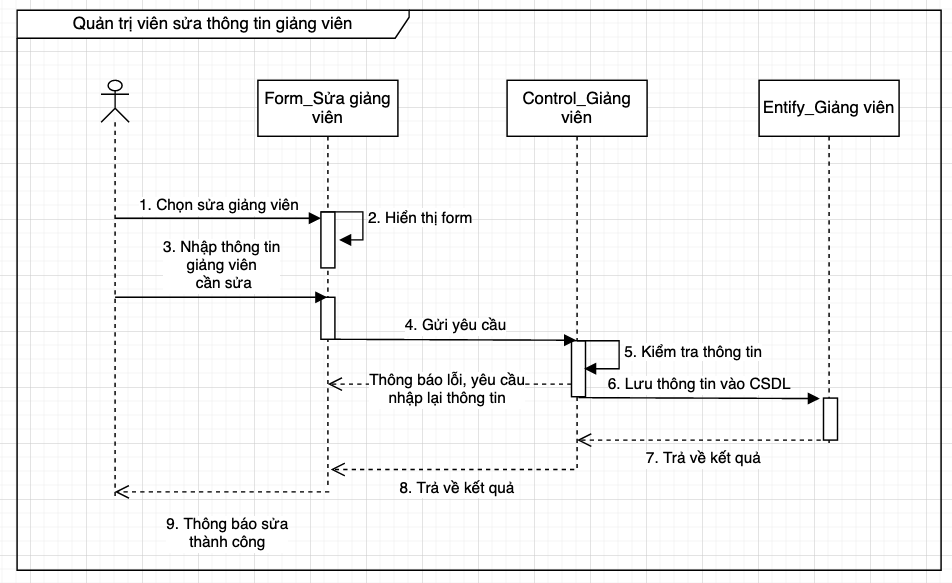 Quản trị viên sửa thông tin giảng viên
Form_Sửa giảng
viên
Control_Giảng
viên
Entify_Giảng viên
1. Chọn sửa giảng viên
2. Hiển thị form
3. Nhập thông tin
giảng viên
cần sửa
4. Gửi yêu cầu
5. Kiểm tra thông tin
Thông báo lỗi, yêu cầu
nhập lại thông tin
6. Lưu thông tin vào CSDL
7. Trả về kết quả
8. Trả về kết quả
9. Thông báo sửa
thành công